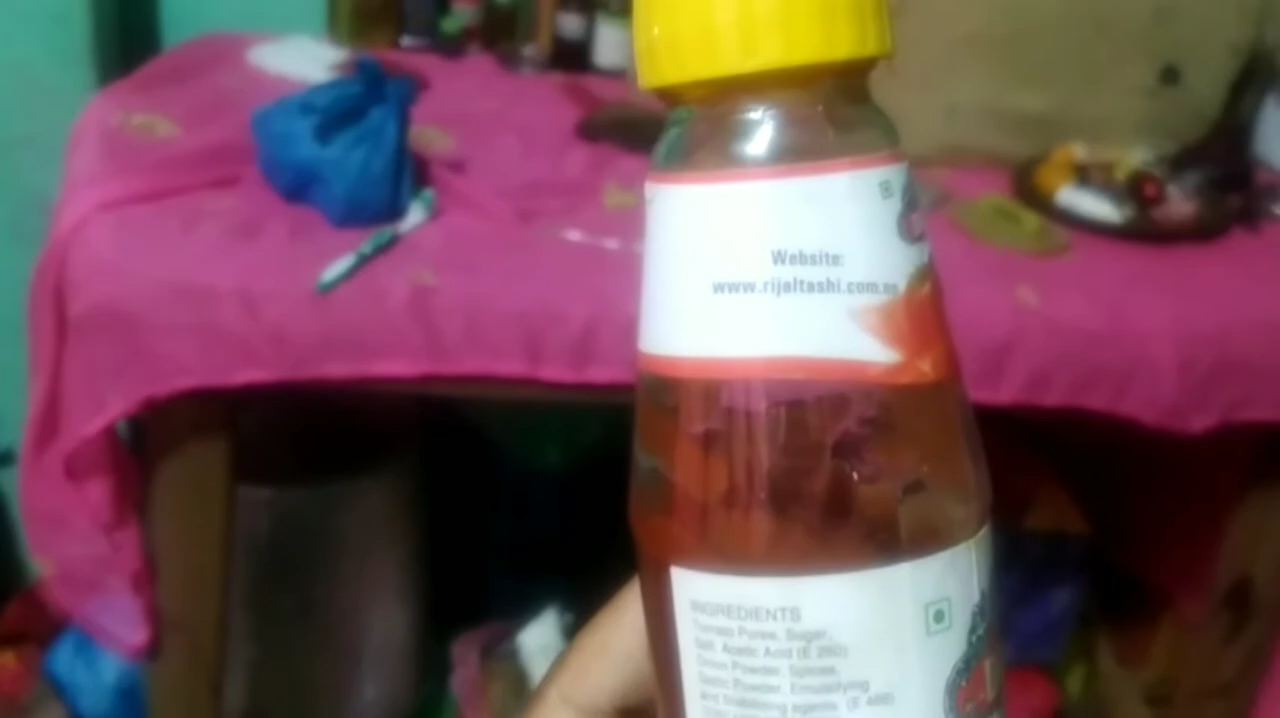 Website:
www.rijaltashi.com.np
INGREDIENTS
Tomato Puree, Sugar,
Salt, Acetic Acid (E 260)
Onion Powder, Spices,
Garlic Powder, Emulsifying
and Stabilizing agents (E 466)